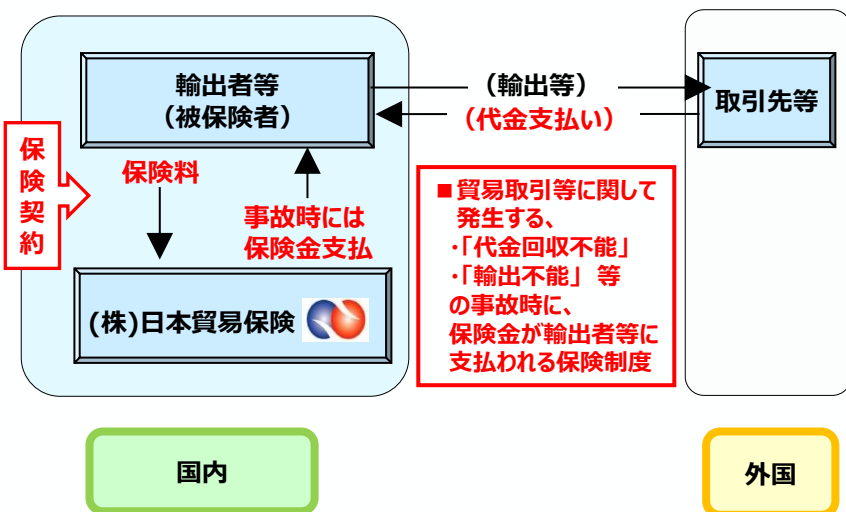 輸出者等
(被保険者)
(輸出等)
(代金支払い)
取引先等
保
険
契
約
保険料
事故時には
保険金支払
■貿易取引等に関して
発生する、
・「代金回収不能」
・「輸出不能」 等
の事故時に、
保険金が輸出者等に
支払われる保険制度
(株)日本貿易保険
国内
外国